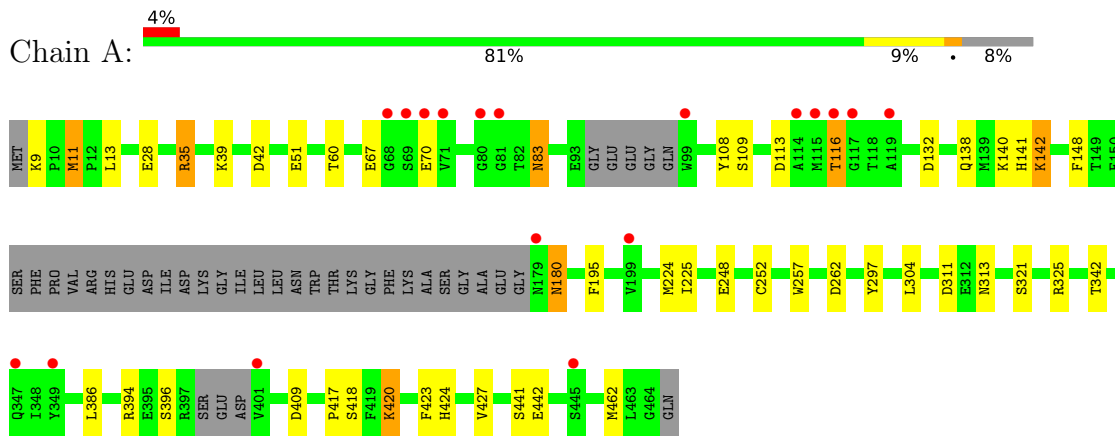 4%
Chain A:
81% 9% • 8%
MET K9 P10 M11 P12 L13 E28 R35 K39 D42 E51 T60 E67 G68 S69 E70 V71 G80 G81 T82 N83 E93 GLY GLU GLU GLY GLN W99 Y108 S109 D113 A114 M115 T116 G117 T118 A119 D132 Q138 M139 K140 H141 K142 F148 T149 E150
SER PHE PRO VAL ARG HIS GLU ASP ILE ASP LYS GLY ILE LEU LEU ASN TRP THR LYS GLY PHE LYS ALA SER GLY ALA GLU GLY N179 N180 F195 V199 M224 I225 E248 C252 W257 D262 Y297 L304 D311 E312 N313 S321 R325 T342
Q347 I348 Y349 L386 R394 E395 S396 R397 SER GLU ASP V401 D409 P417 S418 F419 K420 F423 H424 V427 S441 E442 S445 M462 L463 G464 GLN